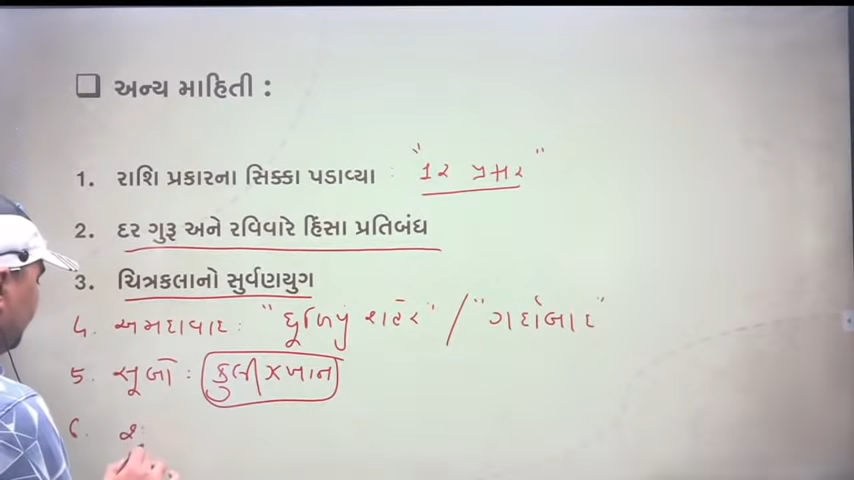 ❑ અન્ય માહિતી :
1. રાશિ પ્રકારના સિક્કા પડાવ્યા : "12 પ્રકાર"
2. દર ગુરૂ અને રવિવારે હિંસા પ્રતિબંધ
3. ચિત્રકલાનો સુર્વણયુગ
4. અમદાવાદ : "ધૂળિયું શહેર" / "ગર્દાબાદ"
5. સૂબો : કુલીઝખાન
6.